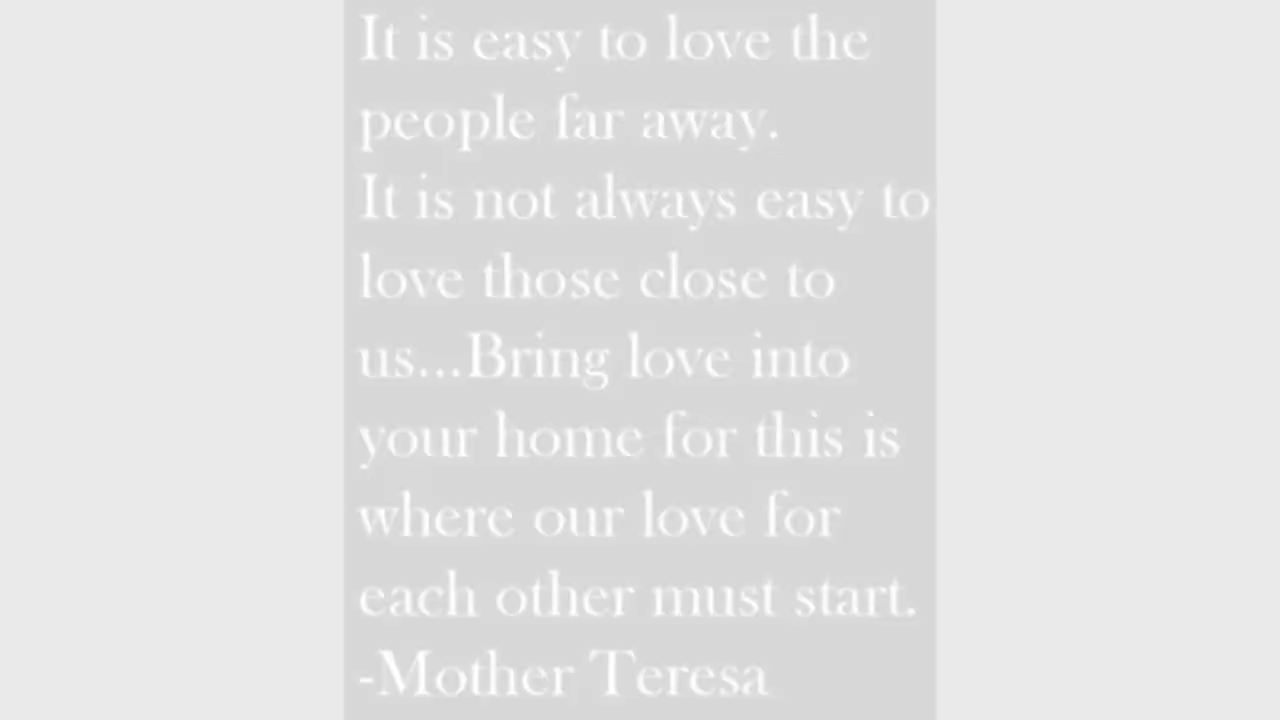 It is easy to love the
people far away.
It is not always easy to
love those close to
us...Bring love into
your home for this is
where our love for
each other must start.
-Mother Teresa